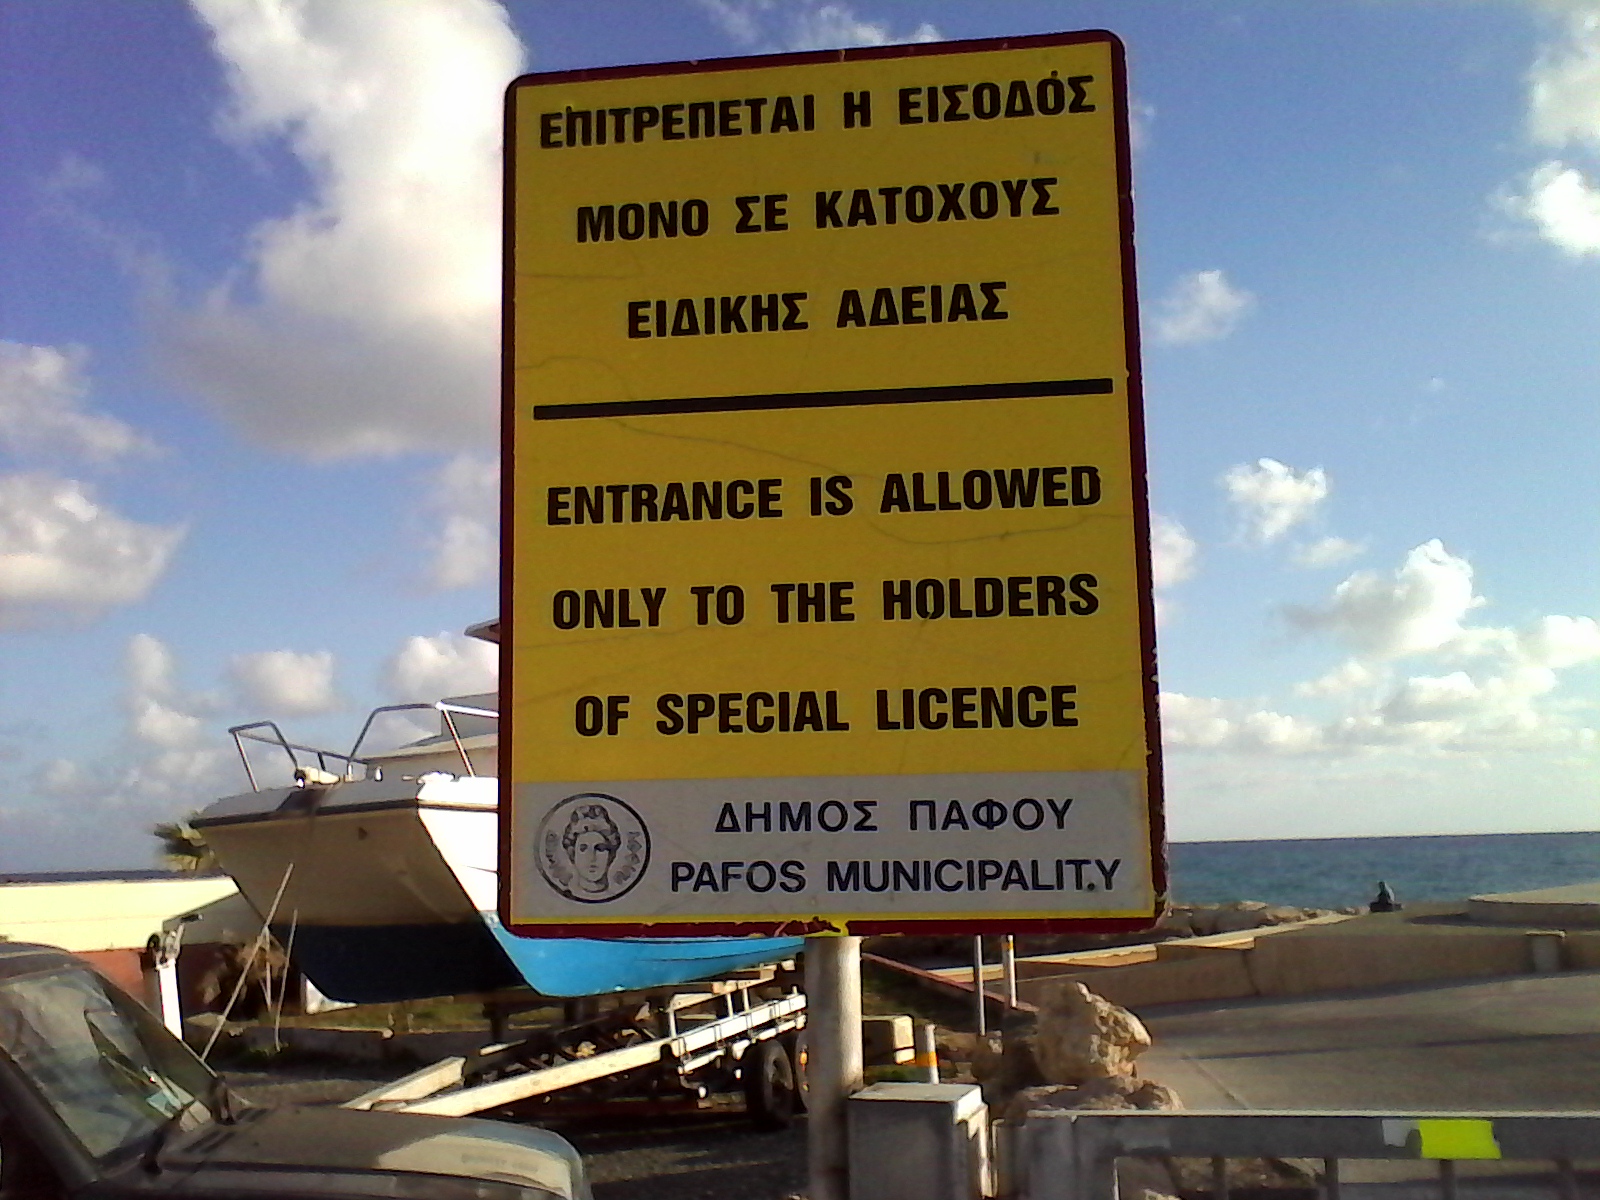 ΕΠΙΤΡΕΠΕΤΑΙ Η ΕΙΣΟΔΟΣ
ΜΟΝΟ ΣΕ ΚΑΤΟΧΟΥΣ
ΕΙΔΙΚΗΣ ΑΔΕΙΑΣ
ENTRANCE IS ALLOWED
ONLY TO THE HOLDERS
OF SPECIAL LICENCE
ΔΗΜΟΣ ΠΑΦΟΥ
PAFOS MUNICIPALITY